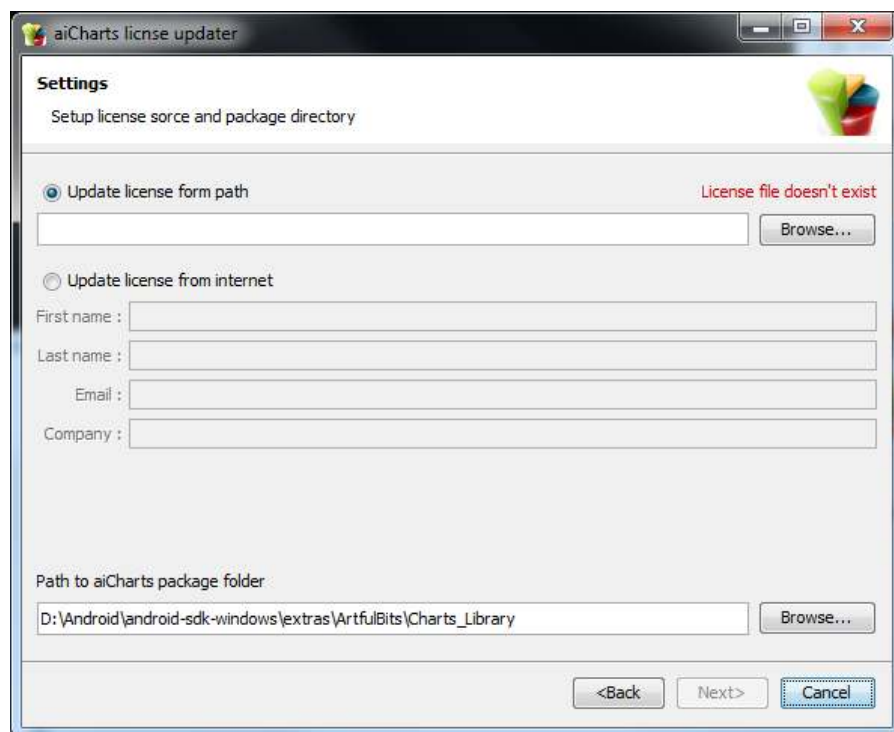 aiCharts licnse updater
Settings
Setup license sorce and package directory
Update license form path
License file doesn't exist
Browse...
Update license from internet
First name :
Last name :
Email :
Company :
Path to aiCharts package folder
D:\Android\android-sdk-windows\extras\ArtfulBits\Charts_Library
Browse...
<Back
Next>
Cancel